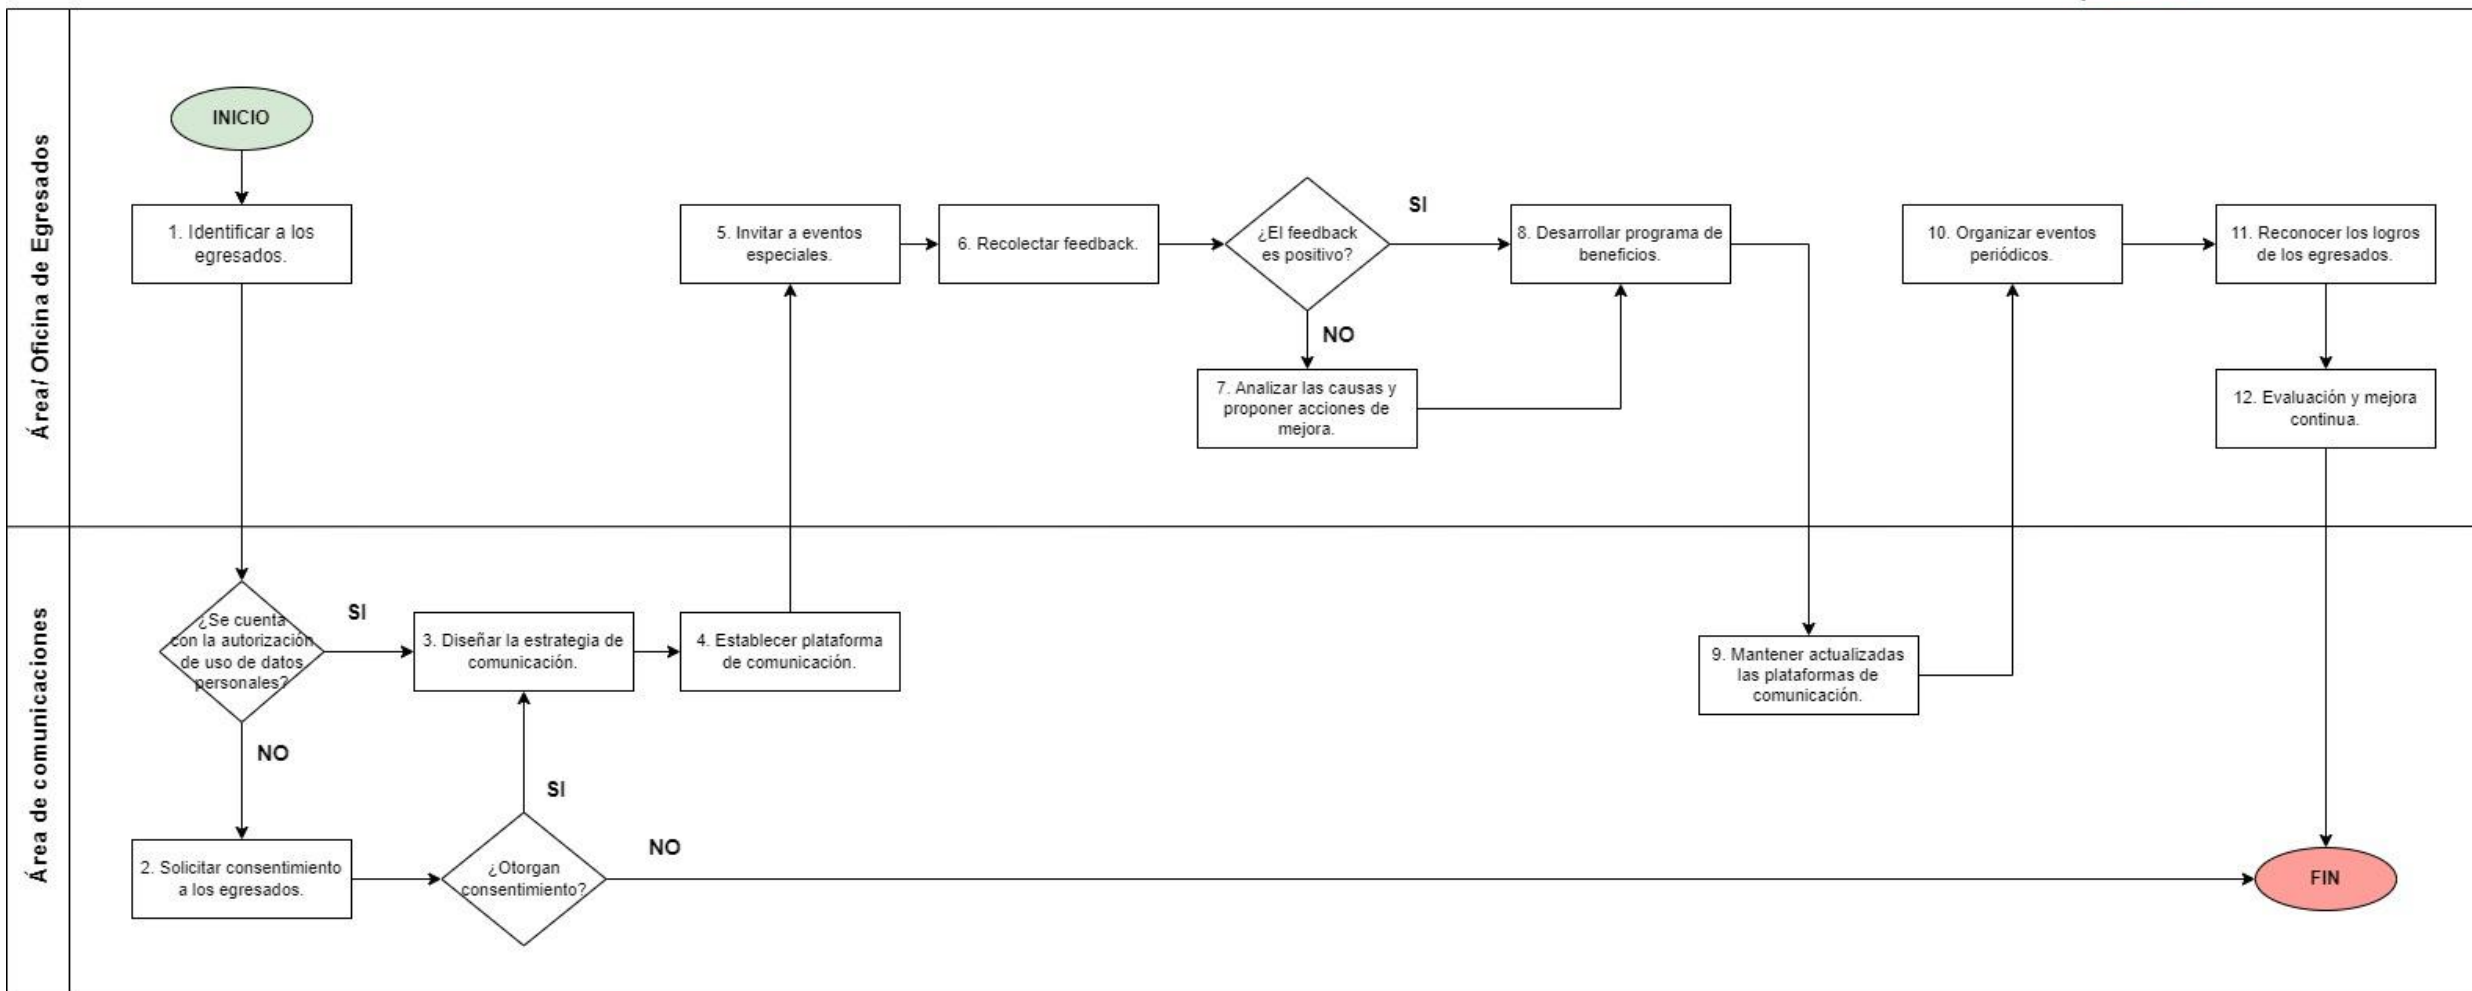 Área/ Oficina de Egresados
INICIO
1. Identificar a los
egresados.
5. Invitar a eventos
especiales.
6. Recolectar feedback.
¿El feedback
es positivo?
SI
NO
7. Analizar las causas y
proponer acciones de
mejora.
8. Desarrollar programa de
beneficios.
10. Organizar eventos
periódicos.
11. Reconocer los logros
de los egresados.
12. Evaluación y mejora
continua.
Área de comunicaciones
¿Se cuenta
con la autorización
de uso de datos
personales?
SI
NO
3. Diseñar la estrategia de
comunicación.
4. Establecer plataforma
de comunicación.
9. Mantener actualizadas
las plataformas de
comunicación.
2. Solicitar consentimiento
a los egresados.
¿Otorgan
consentimiento?
SI
NO
FIN